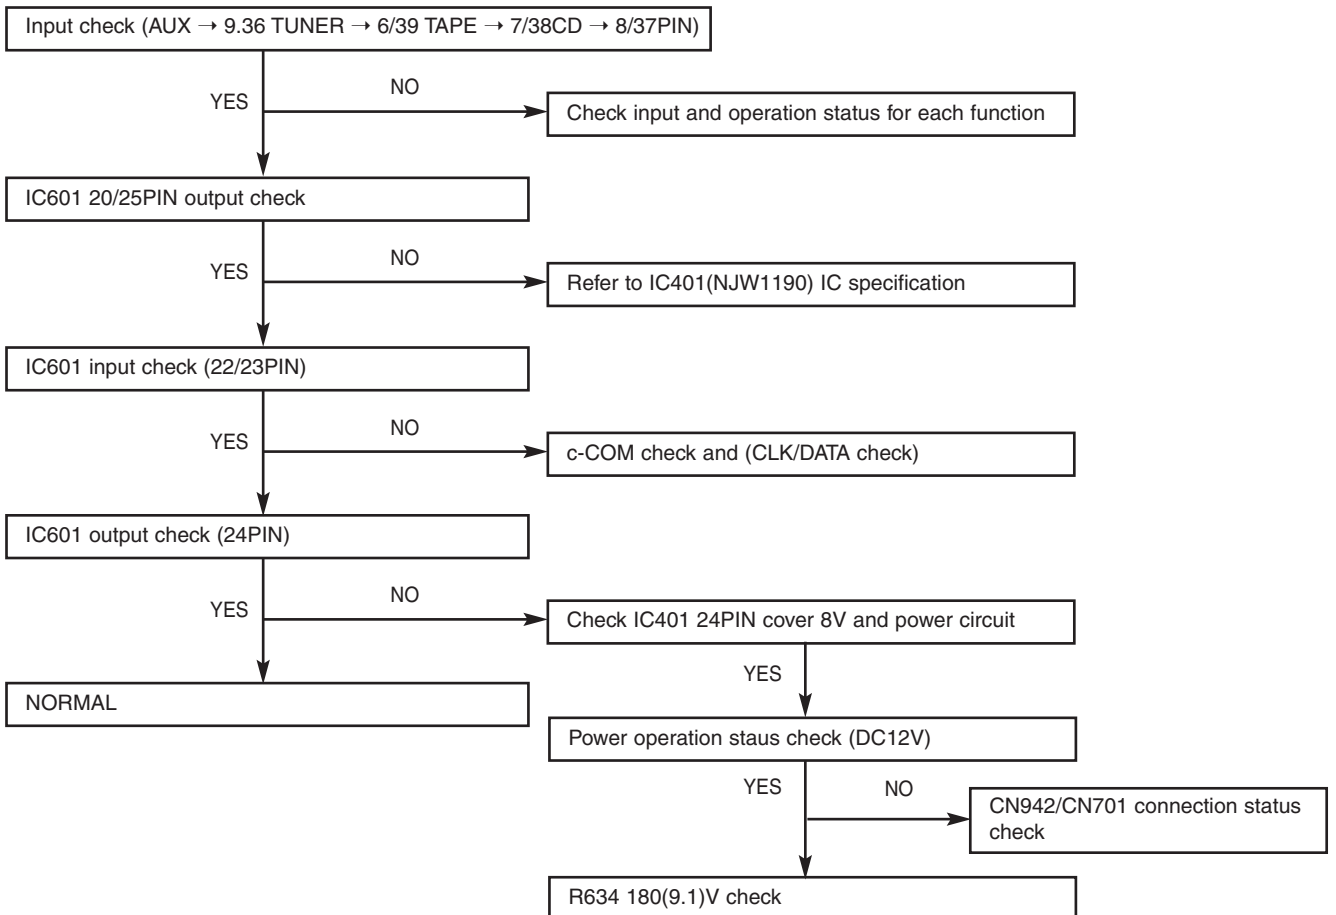 Input check (AUX → 9.36 TUNER → 6/39 TAPE → 7/38CD → 8/37PIN)
NO
YES
Check input and operation status for each function
IC601 20/25PIN output check
NO
YES
Refer to IC401(NJW1190) IC specification
IC601 input check (22/23PIN)
NO
YES
c-COM check and (CLK/DATA check)
IC601 output check (24PIN)
NO
YES
Check IC401 24PIN cover 8V and power circuit
YES
NORMAL
Power operation staus check (DC12V)
YES
NO
CN942/CN701 connection status
check
R634 180(9.1)V check